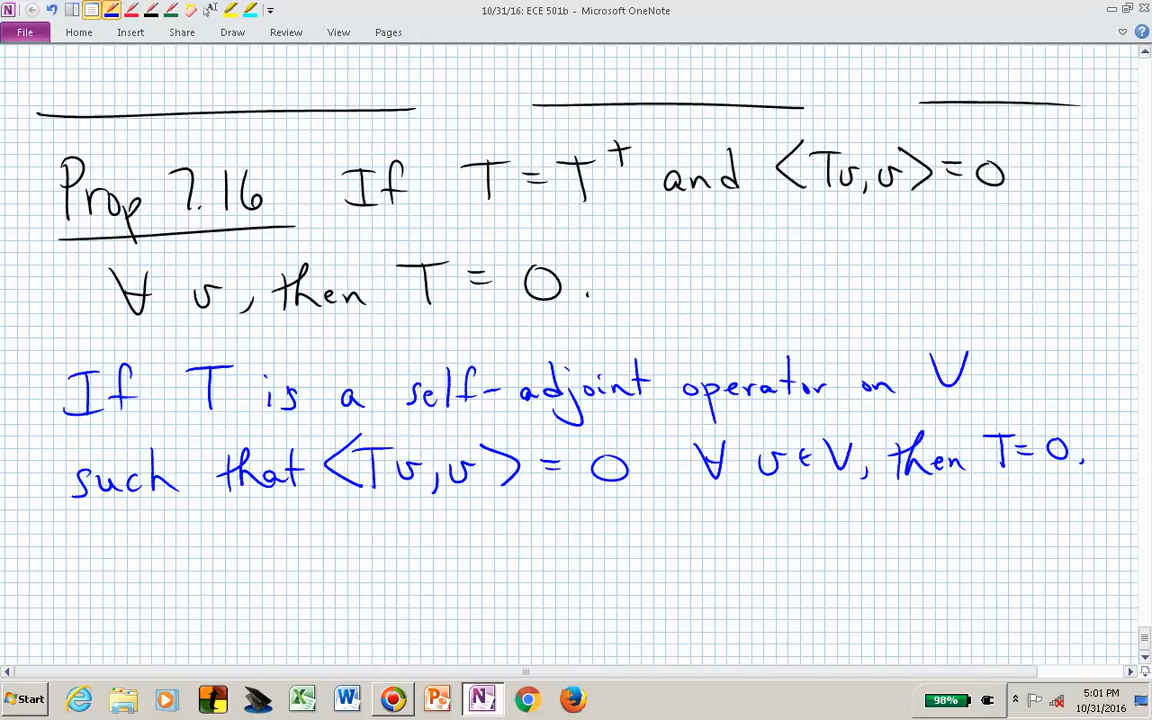 10/31/16: ECE 501b - Microsoft OneNote
File Home Insert Share Draw Review View Pages
Prop 7.16 If T = T† and <Tv,v> = 0
∀ v, then T = 0.
If T is a self-adjoint operator on V
such that <Tv,v> = 0 ∀ v ∈ V, then T = 0.
Start
98%
5:01 PM
10/31/2016